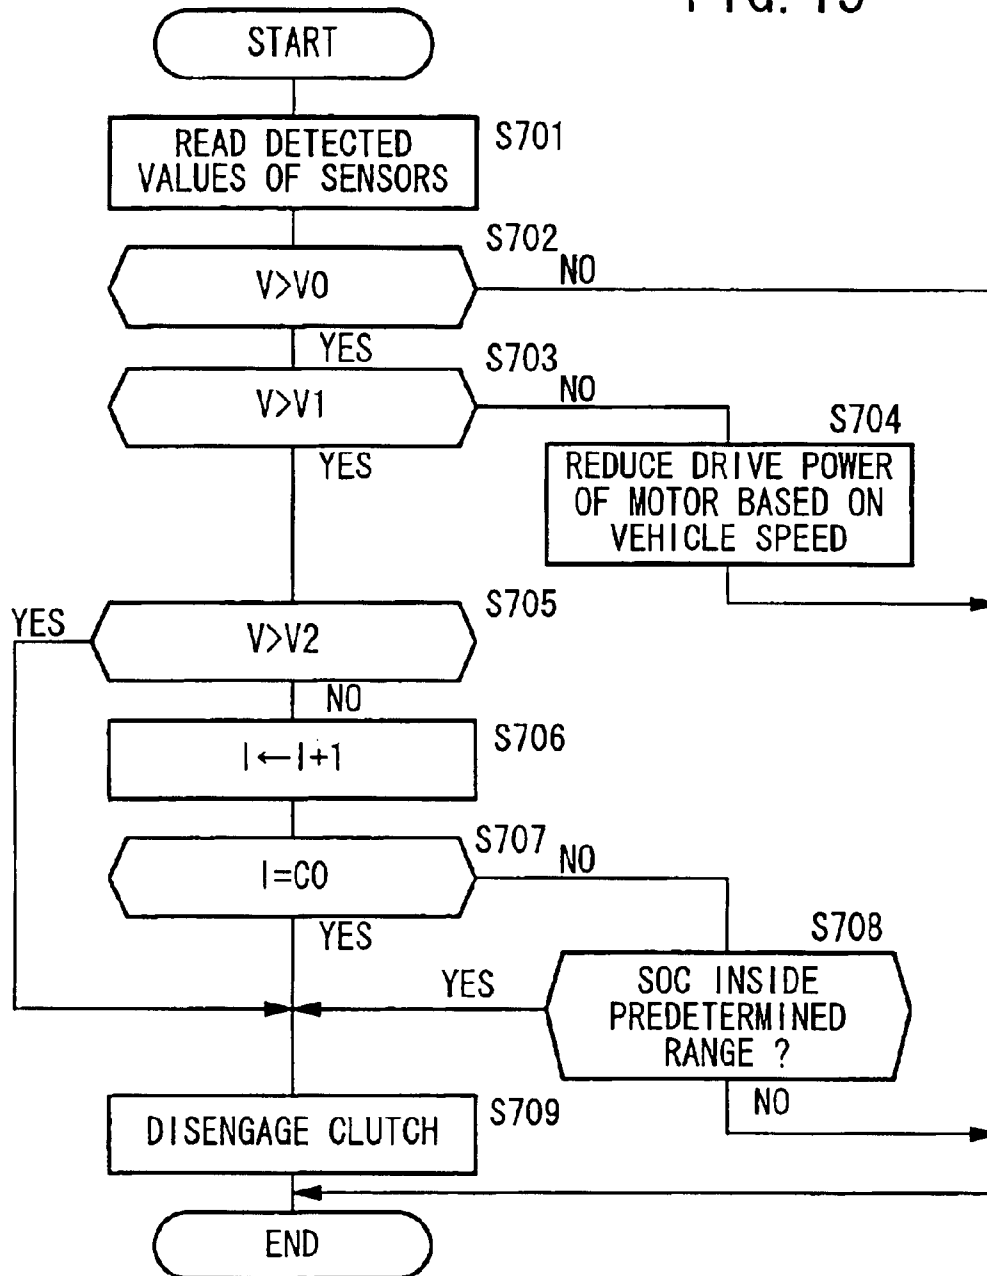 FIG. 15
START
READ DETECTED
VALUES OF SENSORS
S701
V>V0
S702
NO
YES
V>V1
S703
NO
YES
S704
REDUCE DRIVE POWER
OF MOTOR BASED ON
VEHICLE SPEED
YES
V>V2
S705
NO
I←I+1
S706
I=C0
S707
NO
YES
S708
YES
SOC INSIDE
PREDETERMINED
RANGE ?
NO
DISENGAGE CLUTCH
S709
END